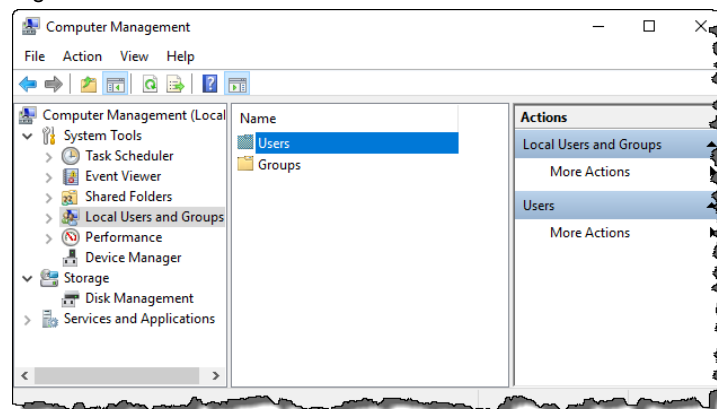 Computer Management
File Action View Help
Computer Management (Local
System Tools
Task Scheduler
Event Viewer
Shared Folders
Local Users and Groups
Performance
Device Manager
Storage
Disk Management
Services and Applications
Name
Users
Groups
Actions
Local Users and Groups
More Actions
Users
More Actions